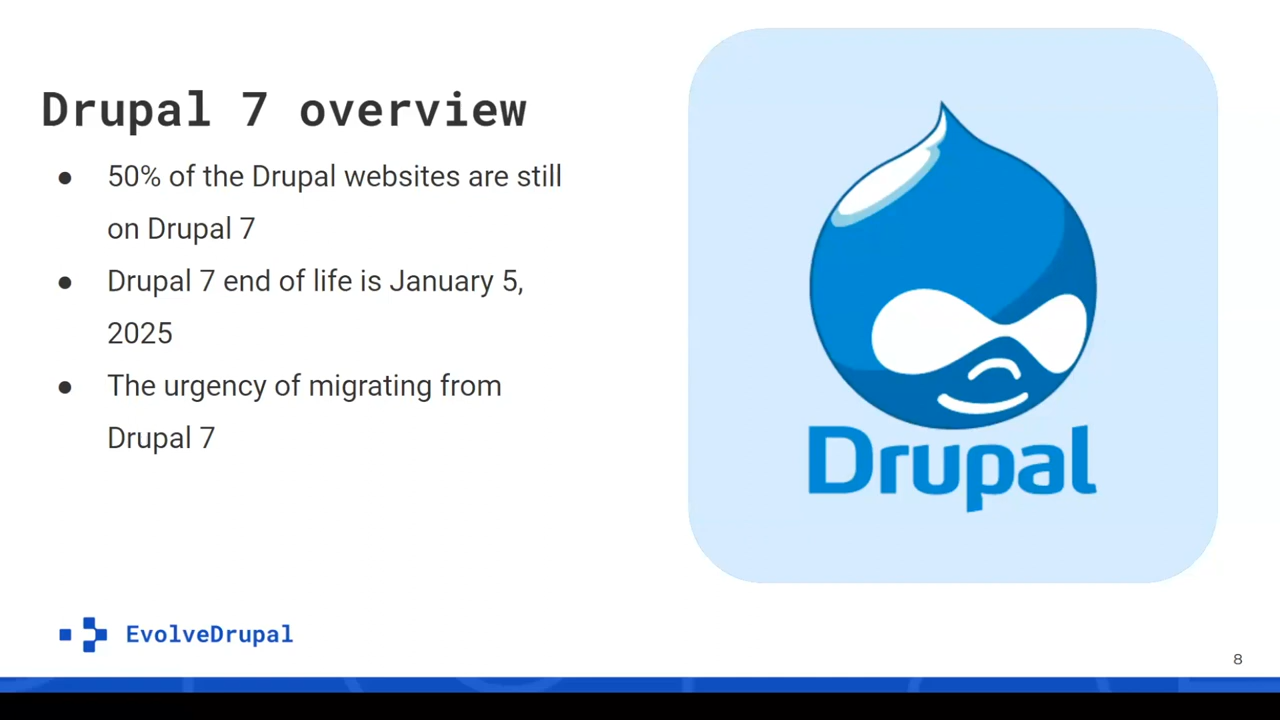 Drupal 7 overview
● 50% of the Drupal websites are still
on Drupal 7
● Drupal 7 end of life is January 5,
2025
● The urgency of migrating from
Drupal 7
Drupal
EvolveDrupal
8